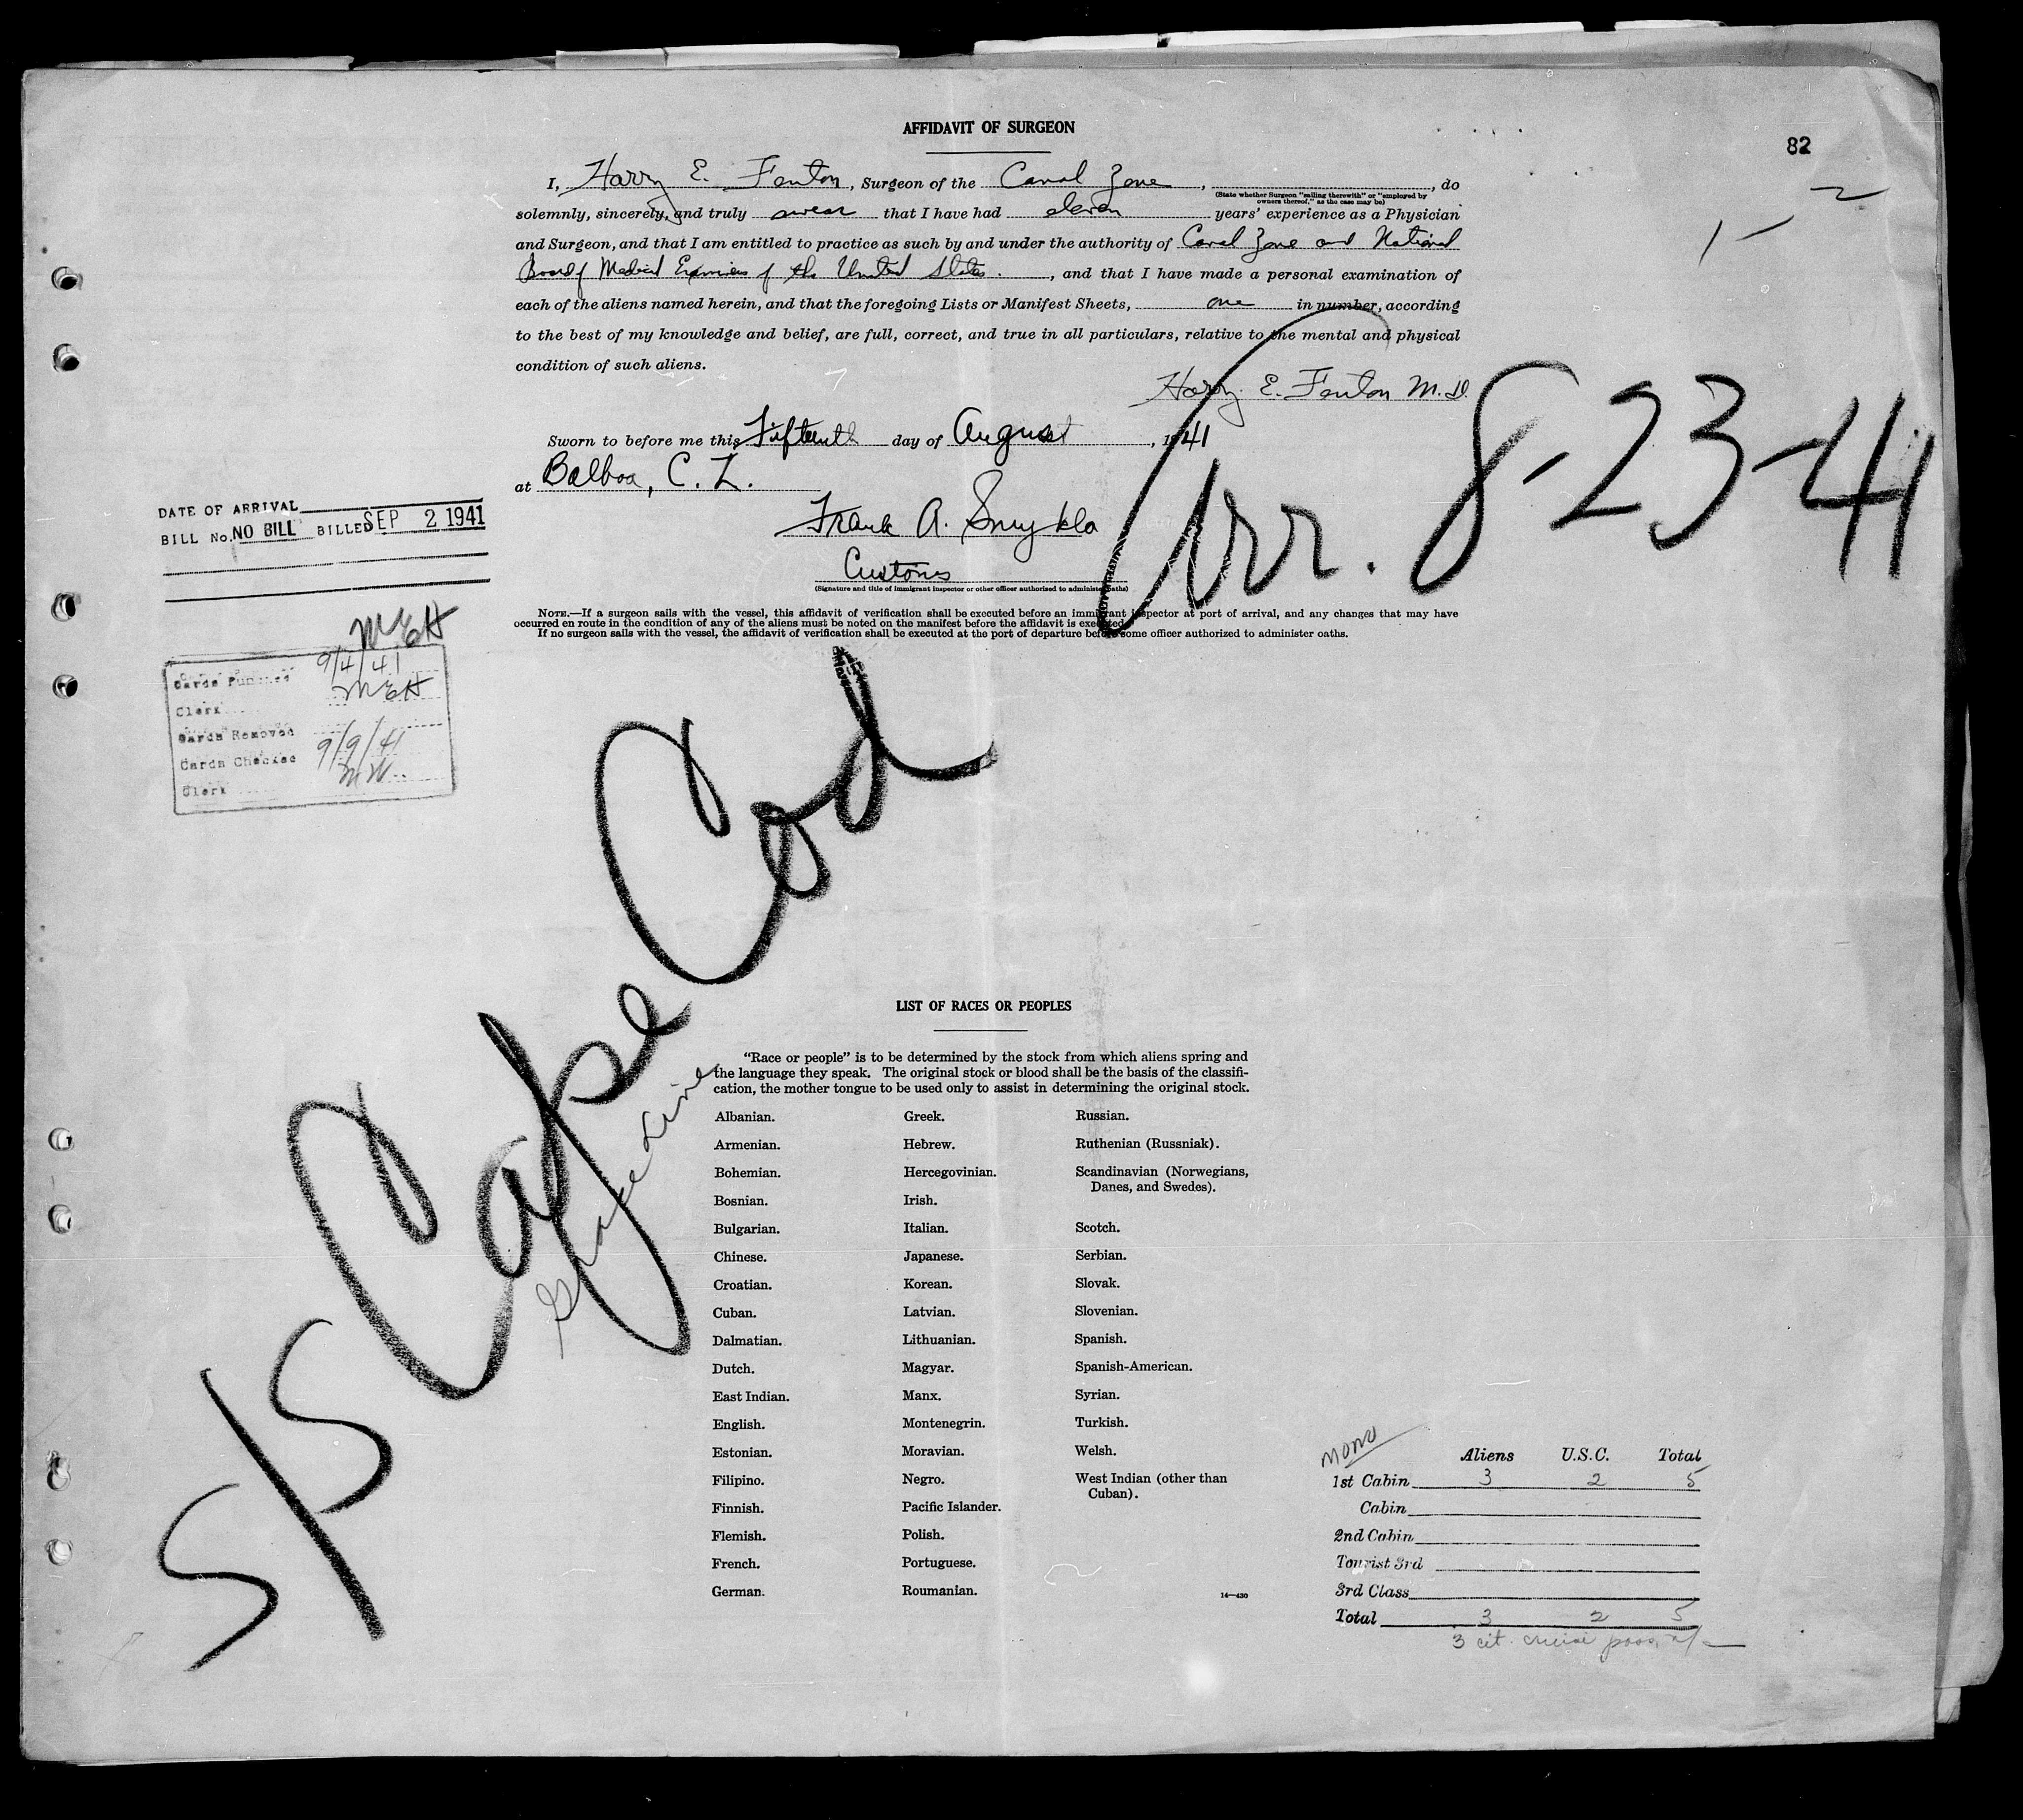 AFFIDAVIT OF SURGEON
82
I, Harry E. Fenton, Surgeon of the Canal Zone, , do
(State whether Surgeon "sailing therewith" or "employed by
owners thereof," as the case may be)
solemnly, sincerely, and truly swear that I have had eleven years' experience as a Physician
and Surgeon, and that I am entitled to practice as such by and under the authority of Canal Zone and National
Board of Medical Examiners of the United States. , and that I have made a personal examination of
each of the aliens named herein, and that the foregoing Lists or Manifest Sheets, one in number, according
to the best of my knowledge and belief, are full, correct, and true in all particulars, relative to the mental and physical
condition of such aliens.
Harry E. Fenton M.D.
Sworn to before me this Fifteenth day of August, 1941
at Balboa, C. Z.
Frank A. Smykla
Customs
(Signature and title of immigrant inspector or other officer authorized to administer oaths)
Arr. 8-23-41
DATE OF ARRIVAL
BILL No. NO BILL BILLED SEP 2 1941
NOTE.—If a surgeon sails with the vessel, this affidavit of verification shall be executed before an immigrant inspector at port of arrival, and any changes that may have
occurred en route in the condition of any of the aliens must be noted on the manifest before the affidavit is executed.
If no surgeon sails with the vessel, the affidavit of verification shall be executed at the port of departure before some officer authorized to administer oaths.
MEH
Cards Punched 9/4/41
Clerk MEH
Cards Removed
Cards Checked 9/9/41
Clerk MW
S/S Cape Cod
Grace Line
LIST OF RACES OR PEOPLES
"Race or people" is to be determined by the stock from which aliens spring and
the language they speak. The original stock or blood shall be the basis of the classifi-
cation, the mother tongue to be used only to assist in determining the original stock.
Albanian.
Armenian.
Bohemian.
Bosnian.
Bulgarian.
Chinese.
Croatian.
Cuban.
Dalmatian.
Dutch.
East Indian.
English.
Estonian.
Filipino.
Finnish.
Flemish.
French.
German.
Greek.
Hebrew.
Hercegovinian.
Irish.
Italian.
Japanese.
Korean.
Latvian.
Lithuanian.
Magyar.
Manx.
Montenegrin.
Moravian.
Negro.
Pacific Islander.
Polish.
Portuguese.
Roumanian.
Russian.
Ruthenian (Russniak).
Scandinavian (Norwegians,
Danes, and Swedes).
Scotch.
Serbian.
Slovak.
Slovenian.
Spanish.
Spanish-American.
Syrian.
Turkish.
Welsh.
West Indian (other than
Cuban).
14—430
Aliens U.S.C. Total
1st Cabin 3 2 5
Cabin
2nd Cabin
Tourist 3rd
3rd Class
Total 3 2 5
3 cit. cruise pass.